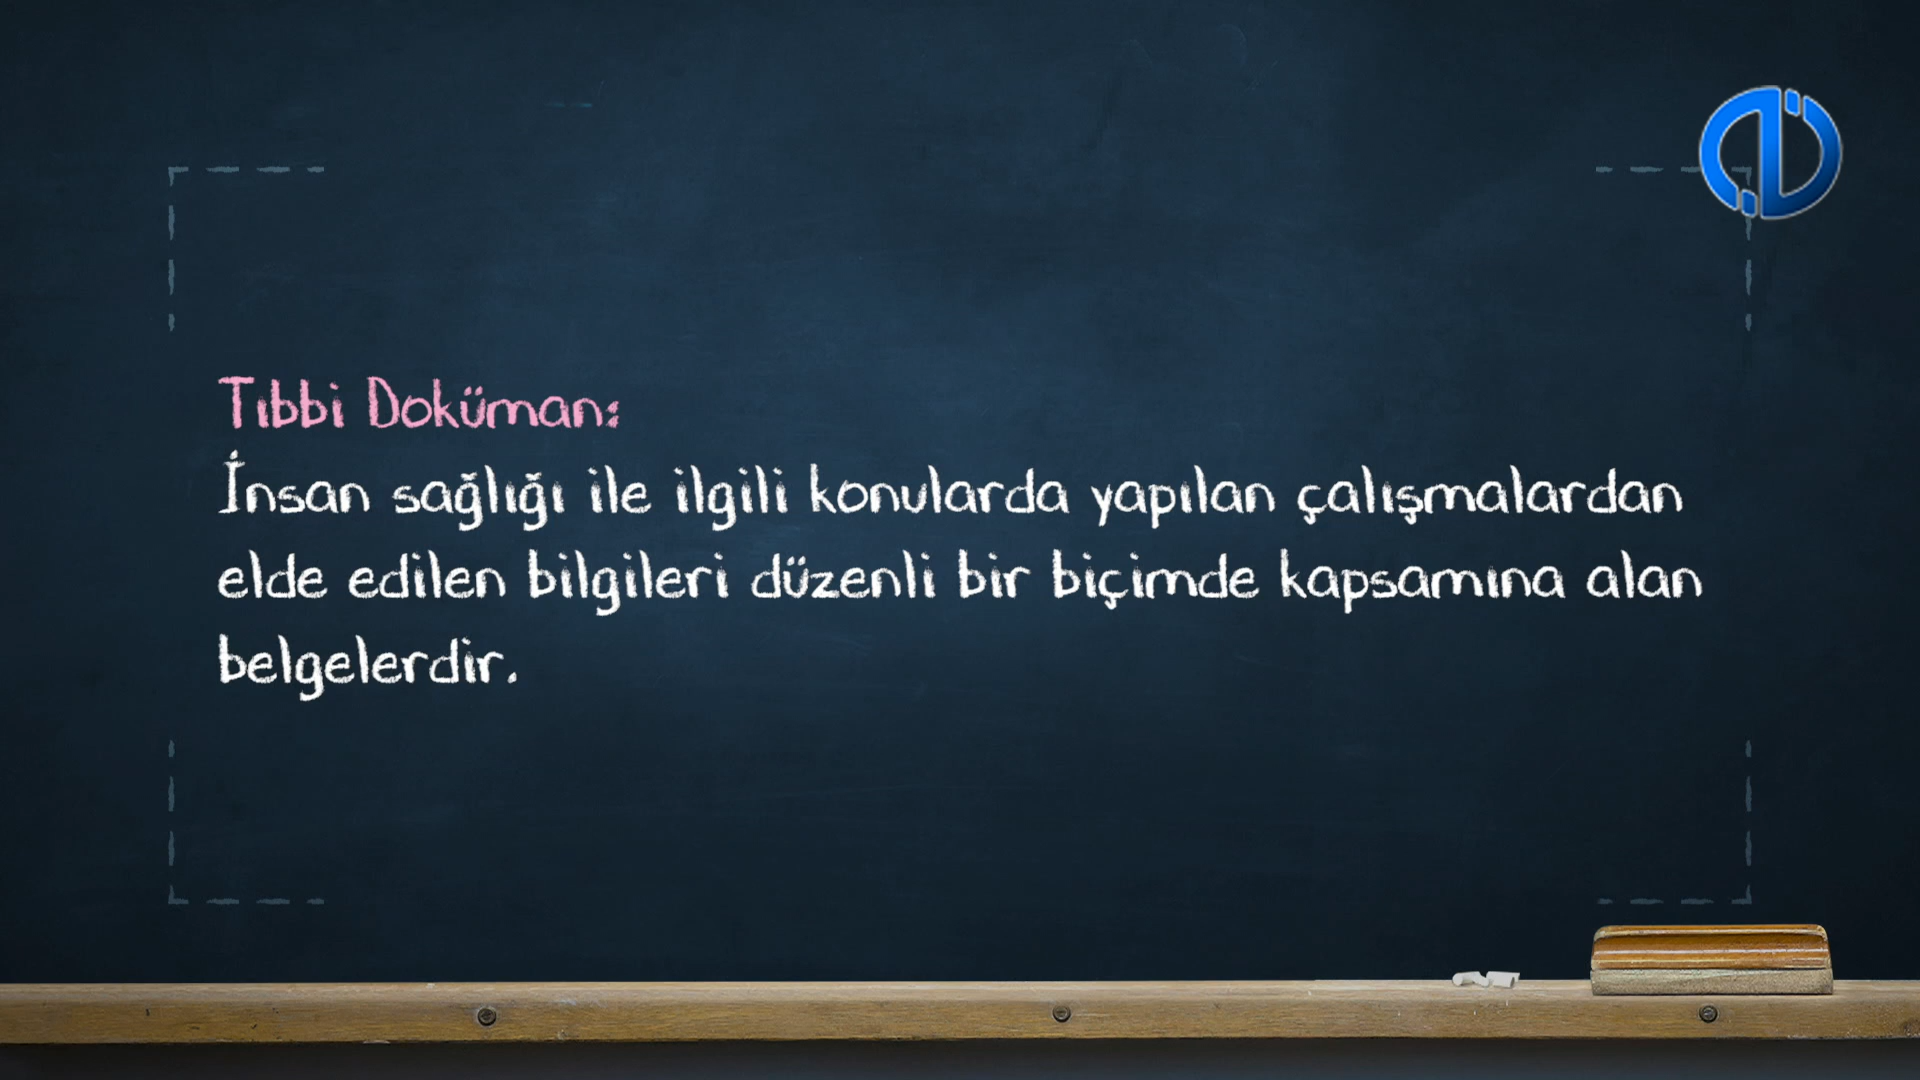 Tıbbi Doküman:
İnsan sağlığı ile ilgili konularda yapılan çalışmalardan
elde edilen bilgileri düzenli bir biçimde kapsamına alan
belgelerdir.